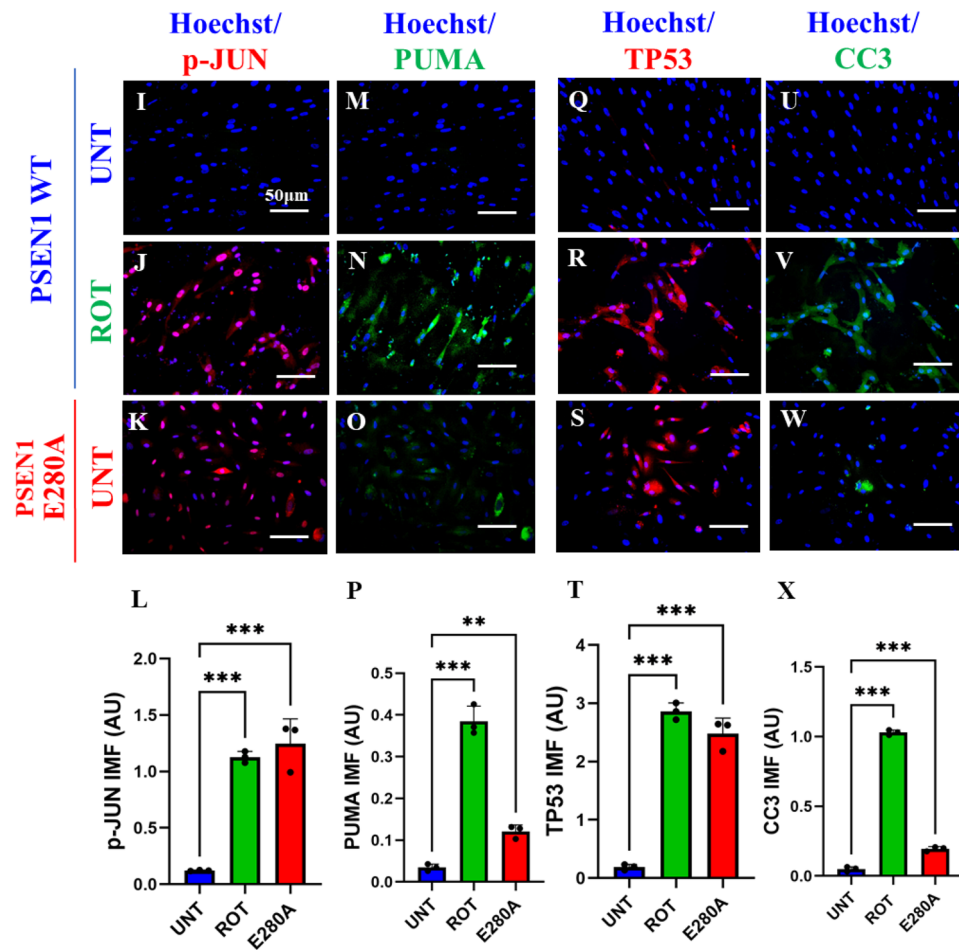 Hoechst/ Hoechst/ Hoechst/ Hoechst/
p-JUN PUMA TP53 CC3
PSEN1 WT
UNT
I M Q U
50µm
ROT
J N R V
PSEN1
E280A
UNT
K O S W
L P T X
p-JUN IMF (AU)
2.0
1.5
1.0
0.5
0.0
***
***
UNT ROT E280A
PUMA IMF (AU)
0.5
0.4
0.3
0.2
0.1
0.0
**
***
UNT ROT E280A
TP53 IMF (AU)
4
3
2
1
0
***
***
UNT ROT E280A
CC3 IMF (AU)
1.5
1.0
0.5
0.0
***
***
UNT ROT E280A